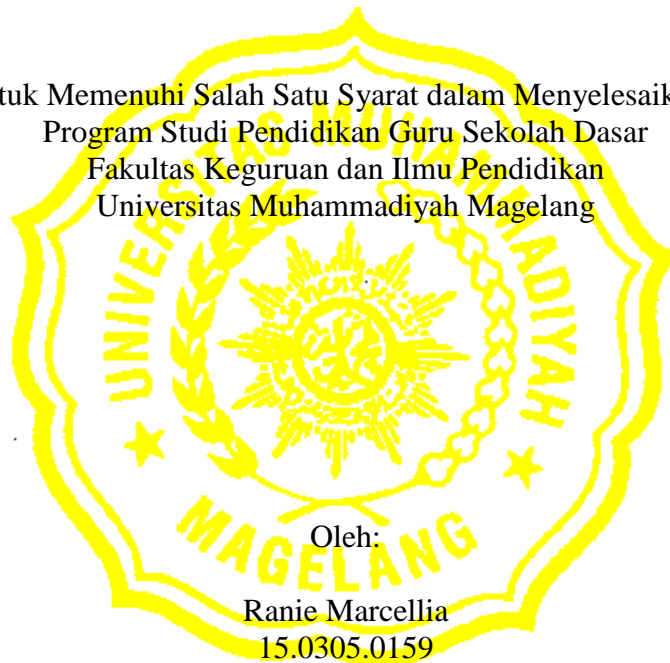 tuk Memenuhi Salah Satu Syarat dalam Menyelesaik
Program Studi Pendidikan Guru Sekolah Dasar
Fakultas Keguruan dan Ilmu Pendidikan
Universitas Muhammadiyah Magelang
UNIVERSITAS MUHAMMADIYAH
MAGELANG
Oleh:
Ranie Marcellia
15.0305.0159